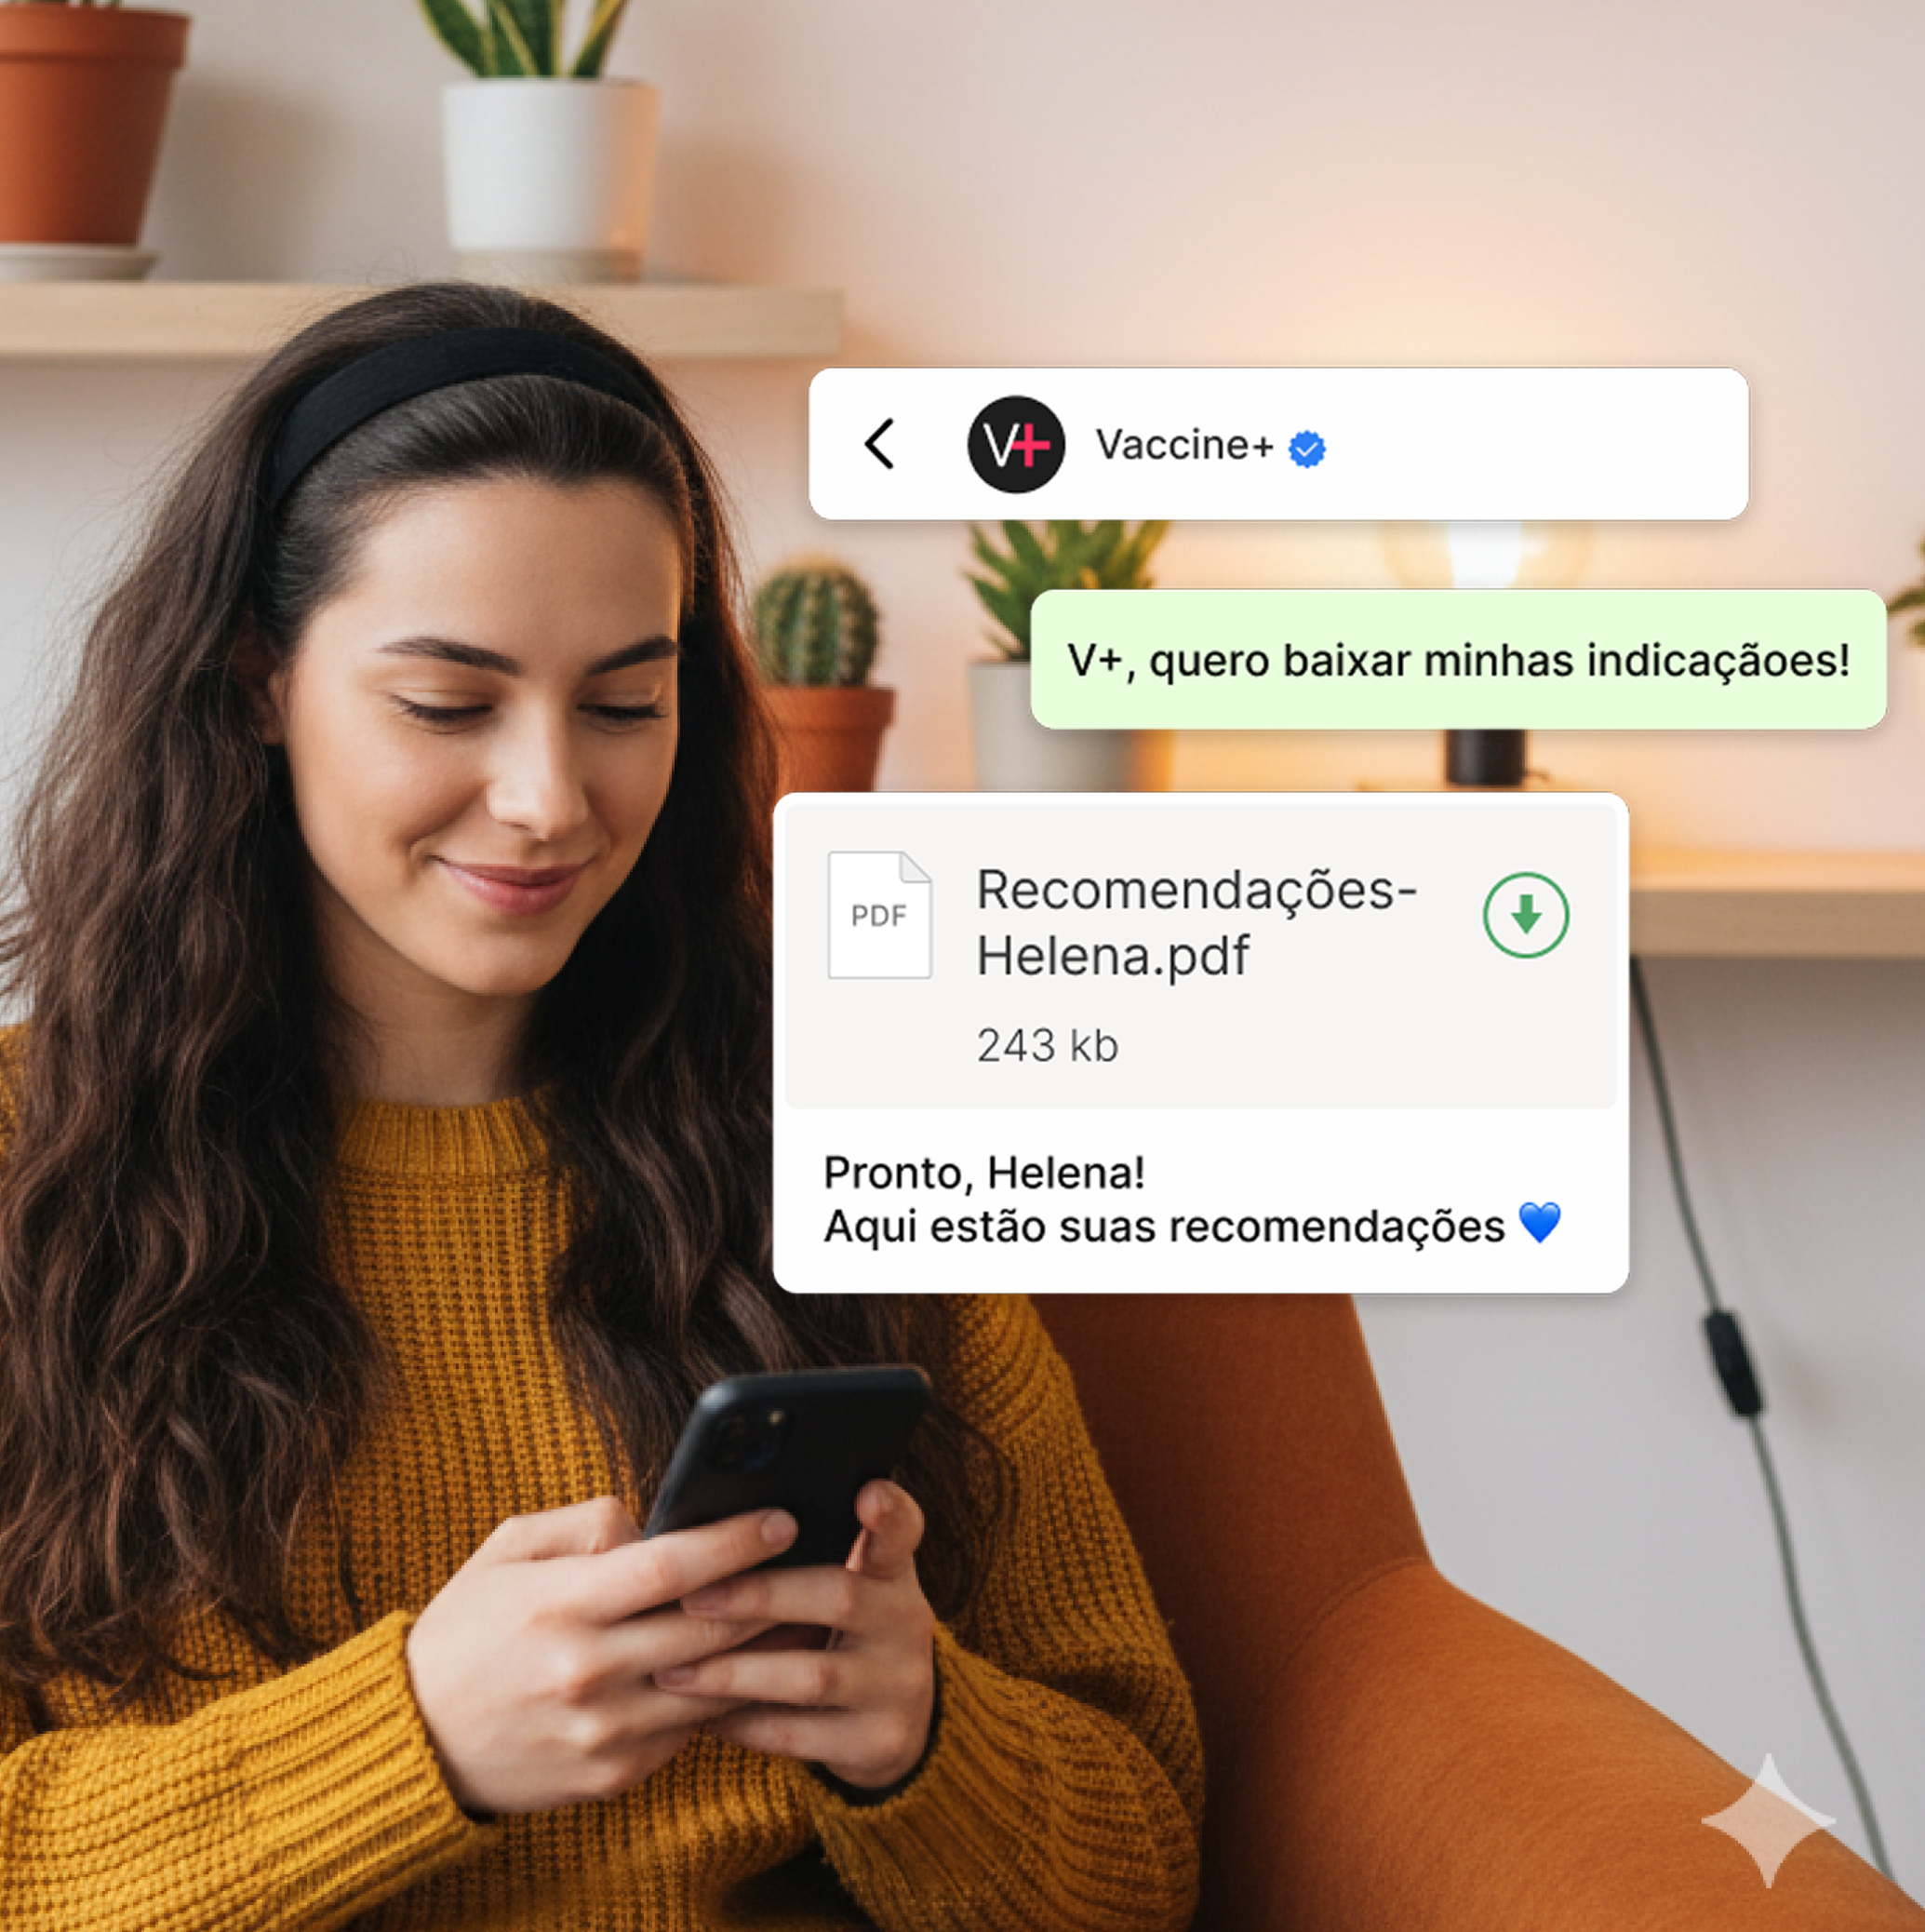 V+ Vaccine+
V+, quero baixar minhas indicaçãoes!
PDF
Recomendações-
Helena.pdf
243 kb
Pronto, Helena!
Aqui estão suas recomendações 💙